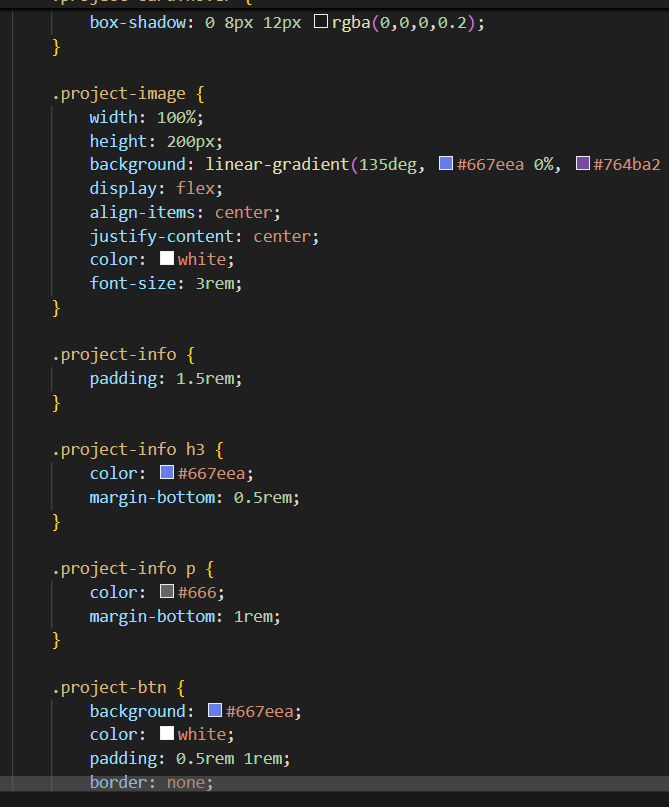 box-shadow: 0 8px 12px rgba(0,0,0,0.2);
}
.project-image {
width: 100%;
height: 200px;
background: linear-gradient(135deg, #667eea 0%, #764ba2
display: flex;
align-items: center;
justify-content: center;
color: white;
font-size: 3rem;
}
.project-info {
padding: 1.5rem;
}
.project-info h3 {
color: #667eea;
margin-bottom: 0.5rem;
}
.project-info p {
color: #666;
margin-bottom: 1rem;
}
.project-btn {
background: #667eea;
color: white;
padding: 0.5rem 1rem;
border: none;